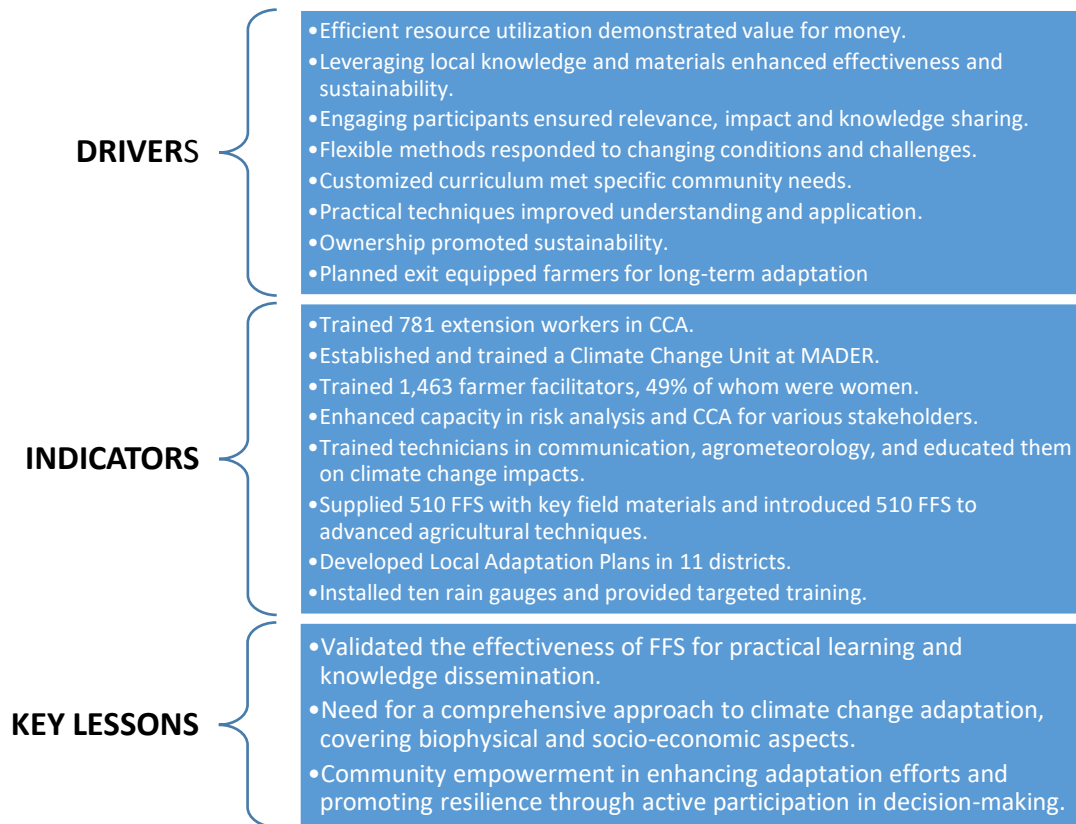 DRIVERS
•Efficient resource utilization demonstrated value for money.
•Leveraging local knowledge and materials enhanced effectiveness and
sustainability.
•Engaging participants ensured relevance, impact and knowledge sharing.
•Flexible methods responded to changing conditions and challenges.
•Customized curriculum met specific community needs.
•Practical techniques improved understanding and application.
•Ownership promoted sustainability.
•Planned exit equipped farmers for long-term adaptation
INDICATORS
•Trained 781 extension workers in CCA.
•Established and trained a Climate Change Unit at MADER.
•Trained 1,463 farmer facilitators, 49% of whom were women.
•Enhanced capacity in risk analysis and CCA for various stakeholders.
•Trained technicians in communication, agrometeorology, and educated them
on climate change impacts.
•Supplied 510 FFS with key field materials and introduced 510 FFS to
advanced agricultural techniques.
•Developed Local Adaptation Plans in 11 districts.
•Installed ten rain gauges and provided targeted training.
KEY LESSONS
•Validated the effectiveness of FFS for practical learning and
knowledge dissemination.
•Need for a comprehensive approach to climate change adaptation,
covering biophysical and socio-economic aspects.
•Community empowerment in enhancing adaptation efforts and
promoting resilience through active participation in decision-making.